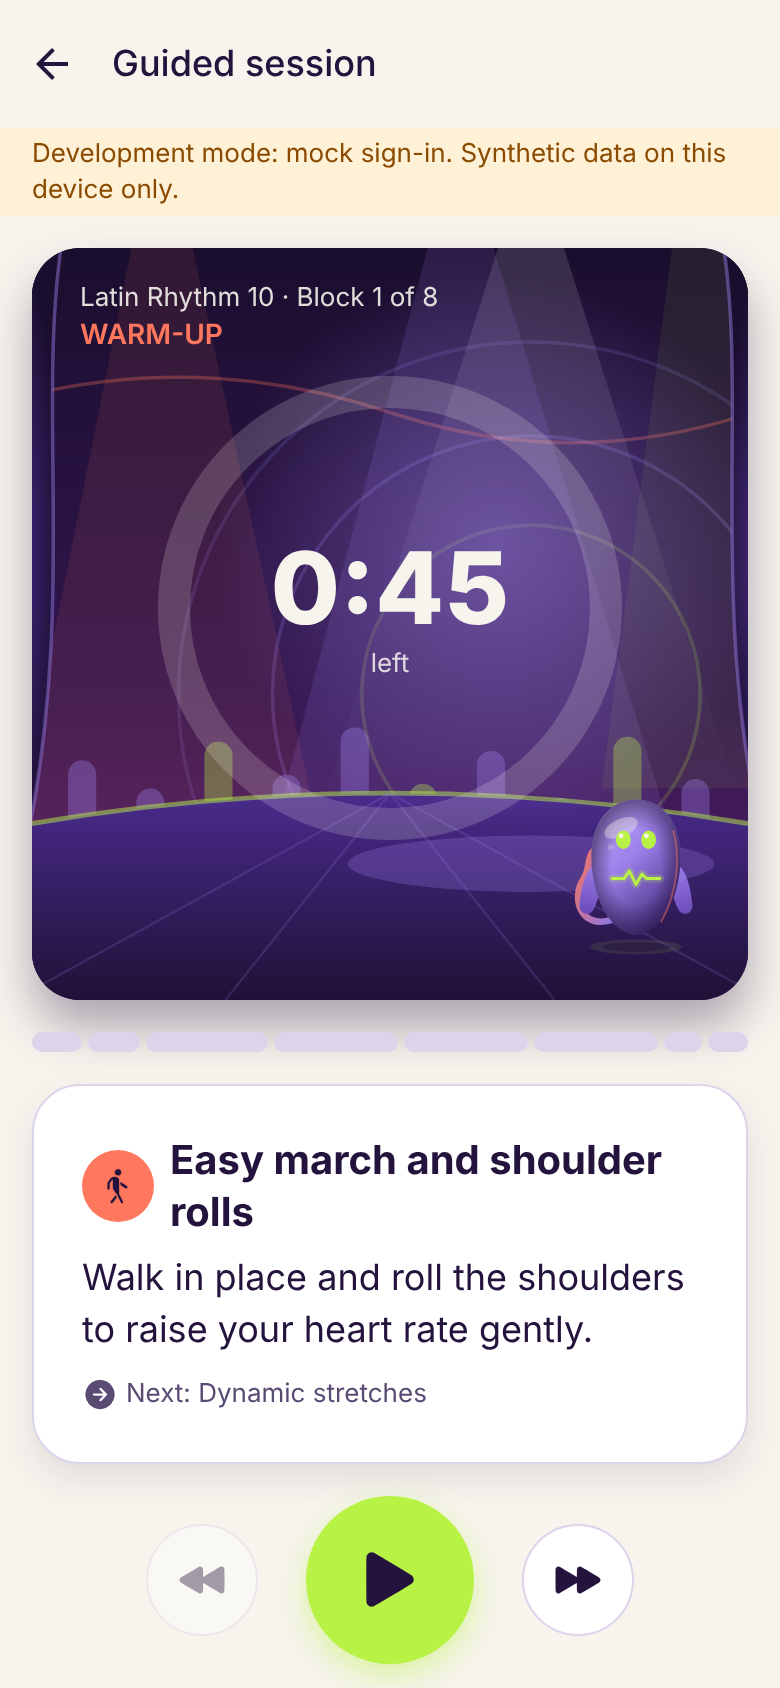 Guided session
Development mode: mock sign-in. Synthetic data on this
device only.
Latin Rhythm 10 · Block 1 of 8
WARM-UP
0:45
left
Easy march and shoulder
rolls
Walk in place and roll the shoulders
to raise your heart rate gently.
Next: Dynamic stretches